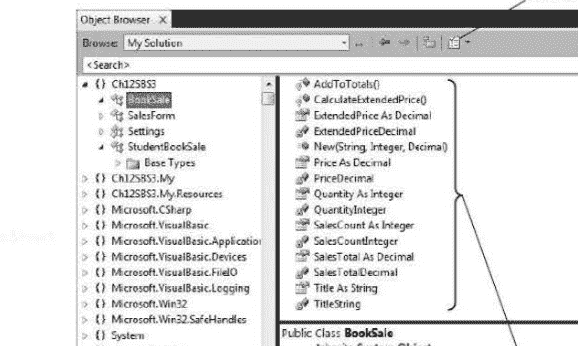 Object Browser X
Browse: My Solution
<Search>
{} Ch12SBS3
BookSale
SalesForm
Settings
StudentBookSale
Base Types
{} Ch12SBS3.My
{} Ch12SBS3.My.Resources
{} Microsoft.CSharp
{} Microsoft.VisualBasic
{} Microsoft.VisualBasic.Application
{} Microsoft.VisualBasic.Devices
{} Microsoft.VisualBasic.FileIO
{} Microsoft.VisualBasic.Logging
{} Microsoft.Win32
{} Microsoft.Win32.SafeHandles
{} System
AddToTotals()
CalculateExtendedPrice()
ExtendedPrice As Decimal
ExtendedPriceDecimal
New(String, Integer, Decimal)
Price As Decimal
PriceDecimal
Quantity As Integer
QuantityInteger
SalesCount As Integer
SalesCountInteger
SalesTotal As Decimal
SalesTotalDecimal
Title As String
TitleString
Public Class BookSale